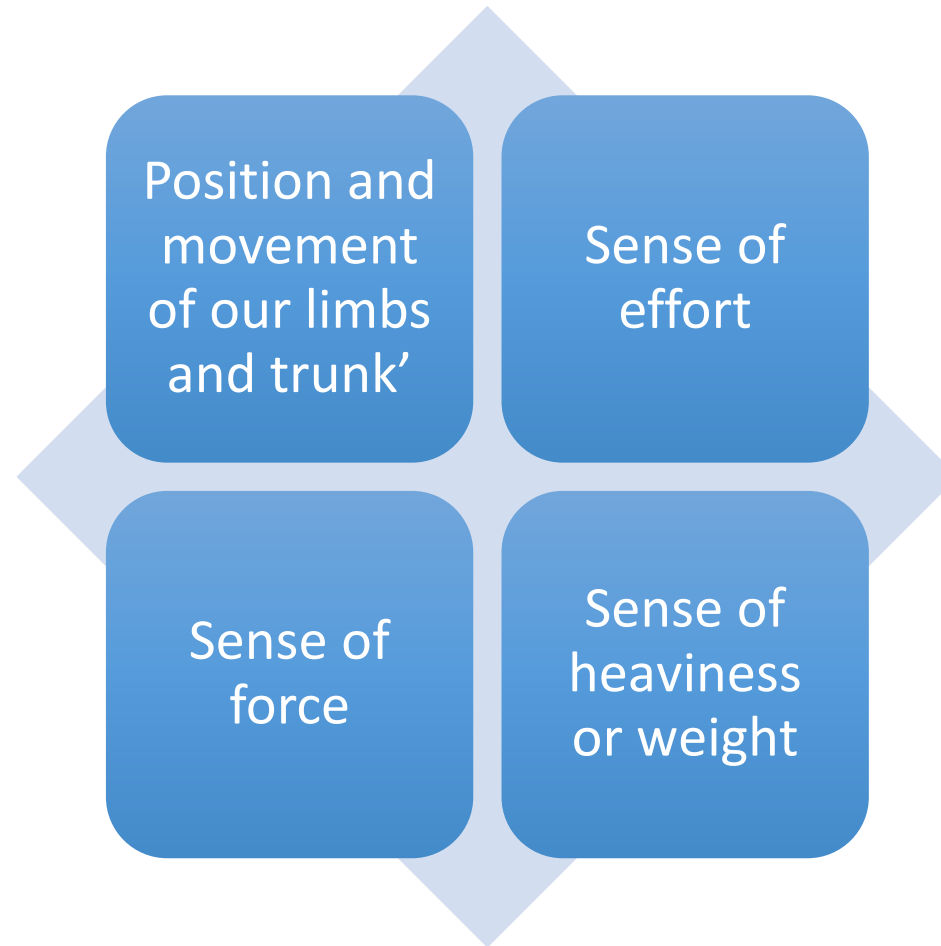 Position and
movement
of our limbs
and trunk’
Sense of
effort
Sense of
force
Sense of
heaviness
or weight